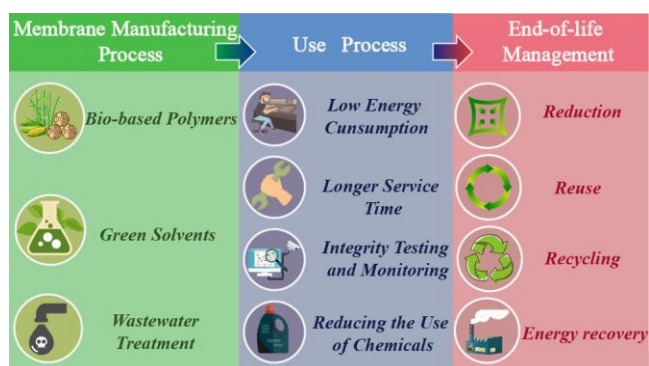 Membrane Manufacturing
Process
Use Process
End-of-life
Management
Bio-based Polymers
Green Solvents
Wastewater
Treatment
Low Energy
Cunsumption
Longer Service
Time
Integrity Testing
and Monitoring
Reducing the Use
of Chemicals
Reduction
Reuse
Recycling
Energy recovery